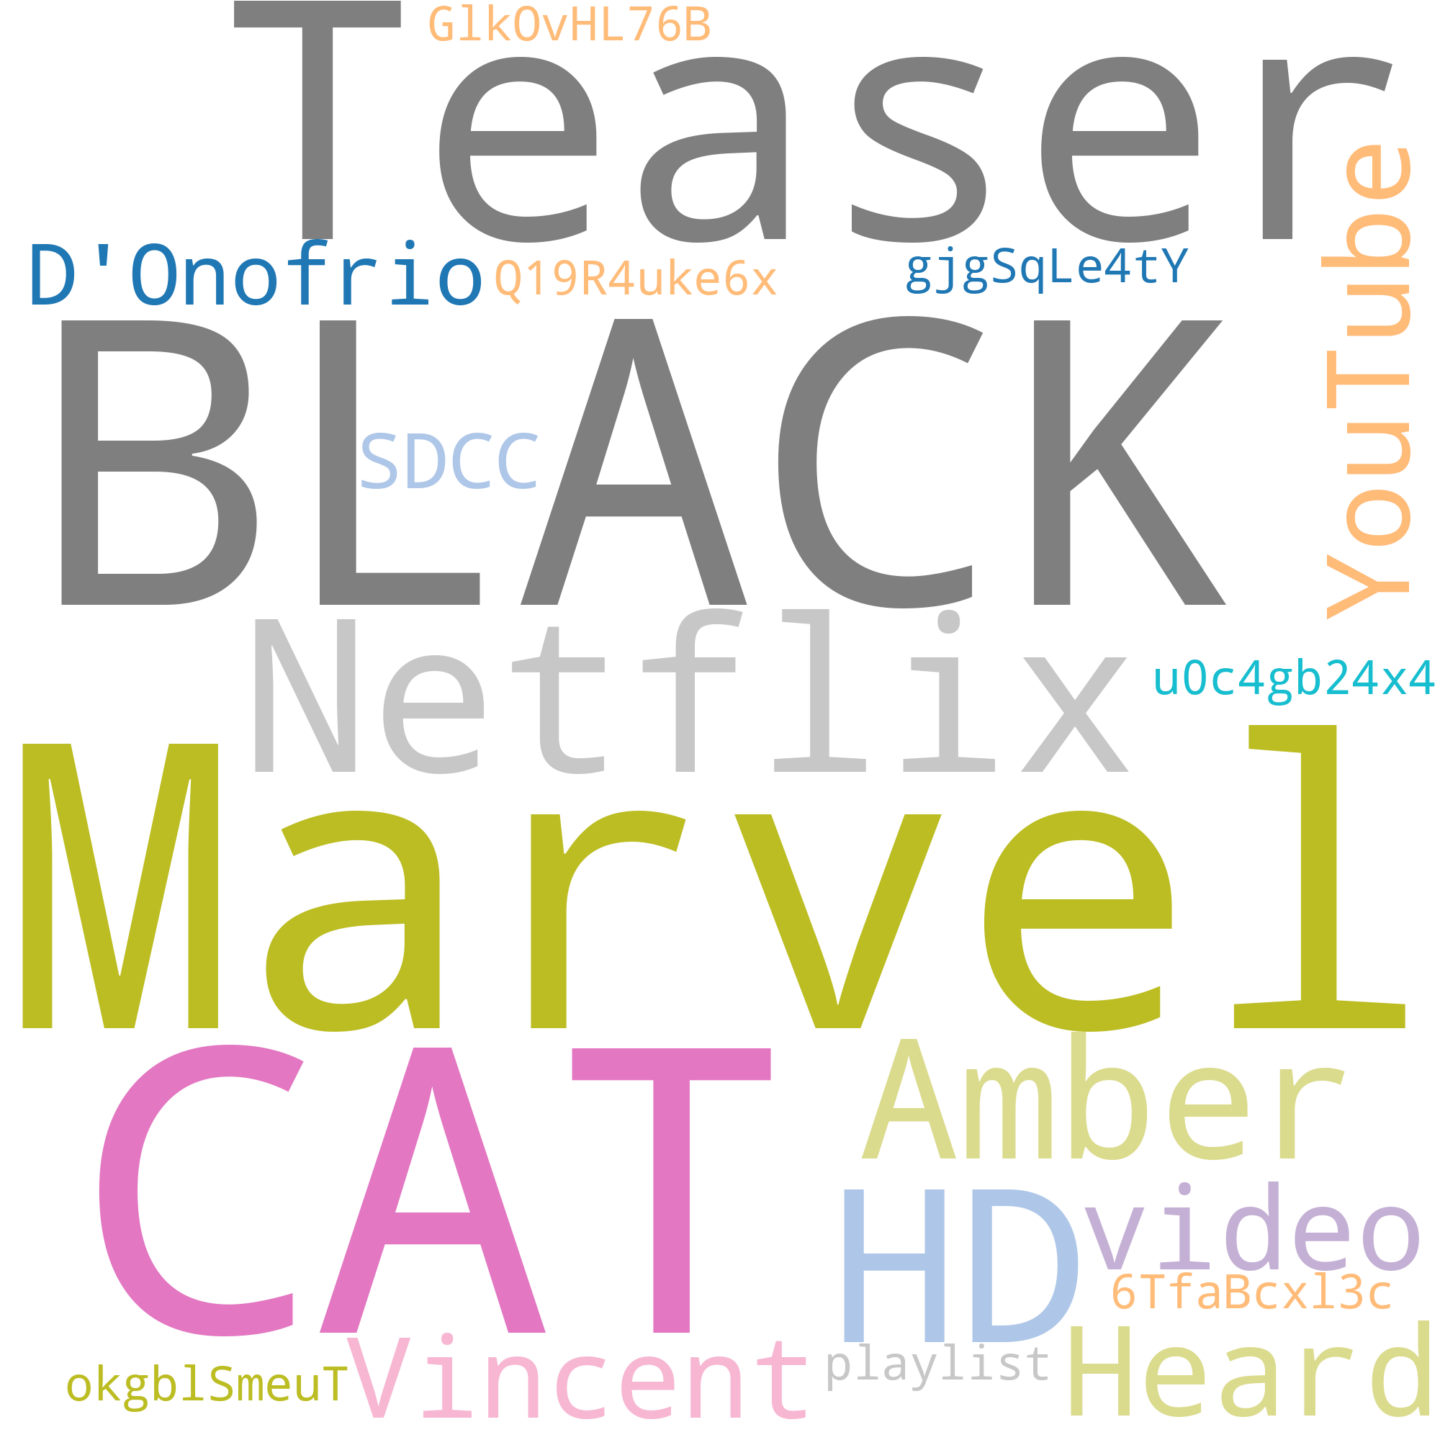 GlkOvHL76B
Teaser
YouTube
D'Onofrio
Q19R4uke6x
gjgSqLe4tY
BLACK
SDCC
Netflix
u0c4gb24x4
Marvel
CAT
Amber
HD
video
6TfaBcxl3c
okgblSmeuT
Vincent
playlist
Heard